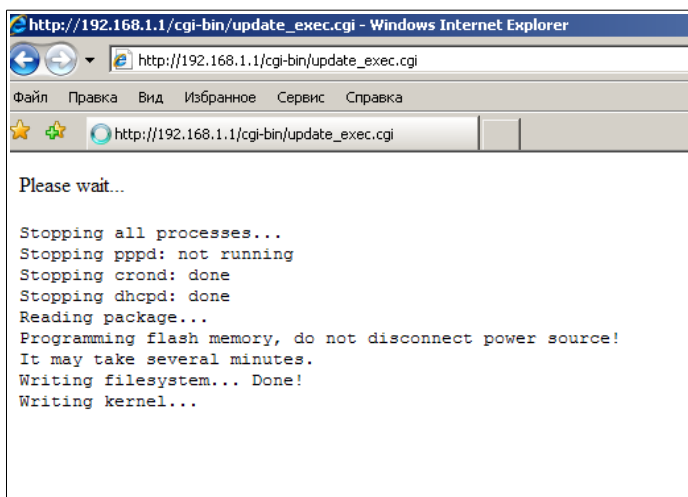 http://192.168.1.1/cgi-bin/update_exec.cgi - Windows Internet Explorer
http://192.168.1.1/cgi-bin/update_exec.cgi
Файл Правка Вид Избранное Сервис Справка
http://192.168.1.1/cgi-bin/update_exec.cgi
Please wait...
Stopping all processes...
Stopping pppd: not running
Stopping crond: done
Stopping dhcpd: done
Reading package...
Programming flash memory, do not disconnect power source!
It may take several minutes.
Writing filesystem... Done!
Writing kernel...